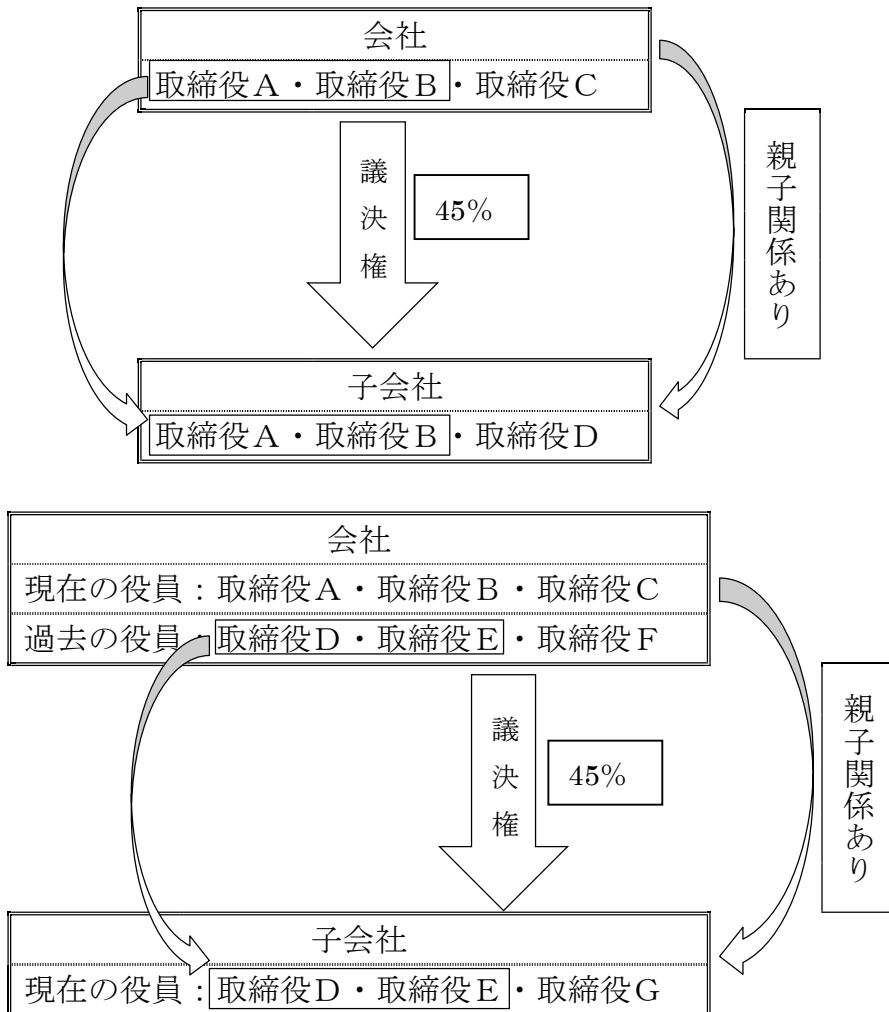 会社
取締役A・取締役B・取締役C
議決権
45%
親子関係あり
子会社
取締役A・取締役B・取締役D
会社
現在の役員：取締役A・取締役B・取締役C
過去の役員：取締役D・取締役E・取締役F
議決権
45%
親子関係あり
子会社
現在の役員：取締役D・取締役E・取締役G